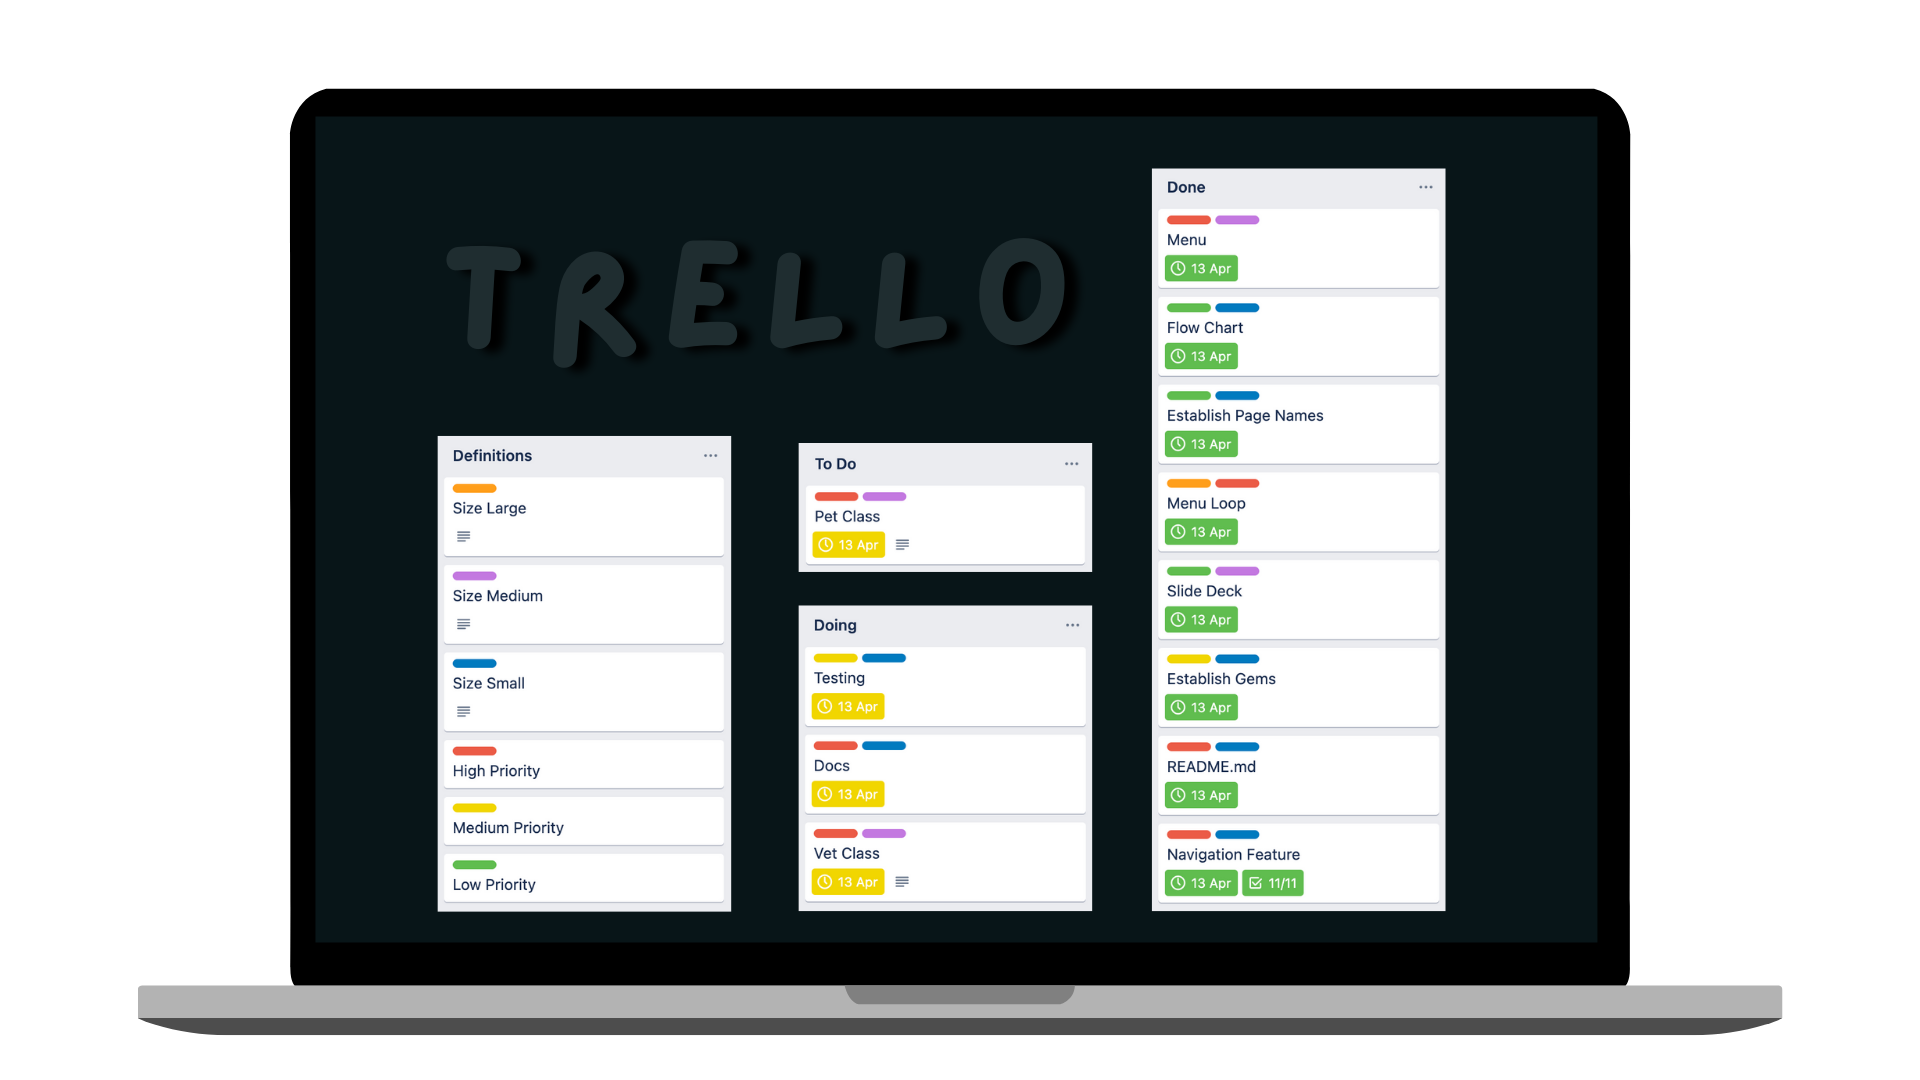 TRELLO
Definitions
Size Large
Size Medium
Size Small
High Priority
Medium Priority
Low Priority
To Do
Pet Class
13 Apr
Doing
Testing
13 Apr
Docs
13 Apr
Vet Class
13 Apr
Done
Menu
13 Apr
Flow Chart
13 Apr
Establish Page Names
13 Apr
Menu Loop
13 Apr
Slide Deck
13 Apr
Establish Gems
13 Apr
README.md
13 Apr
Navigation Feature
13 Apr 11/11